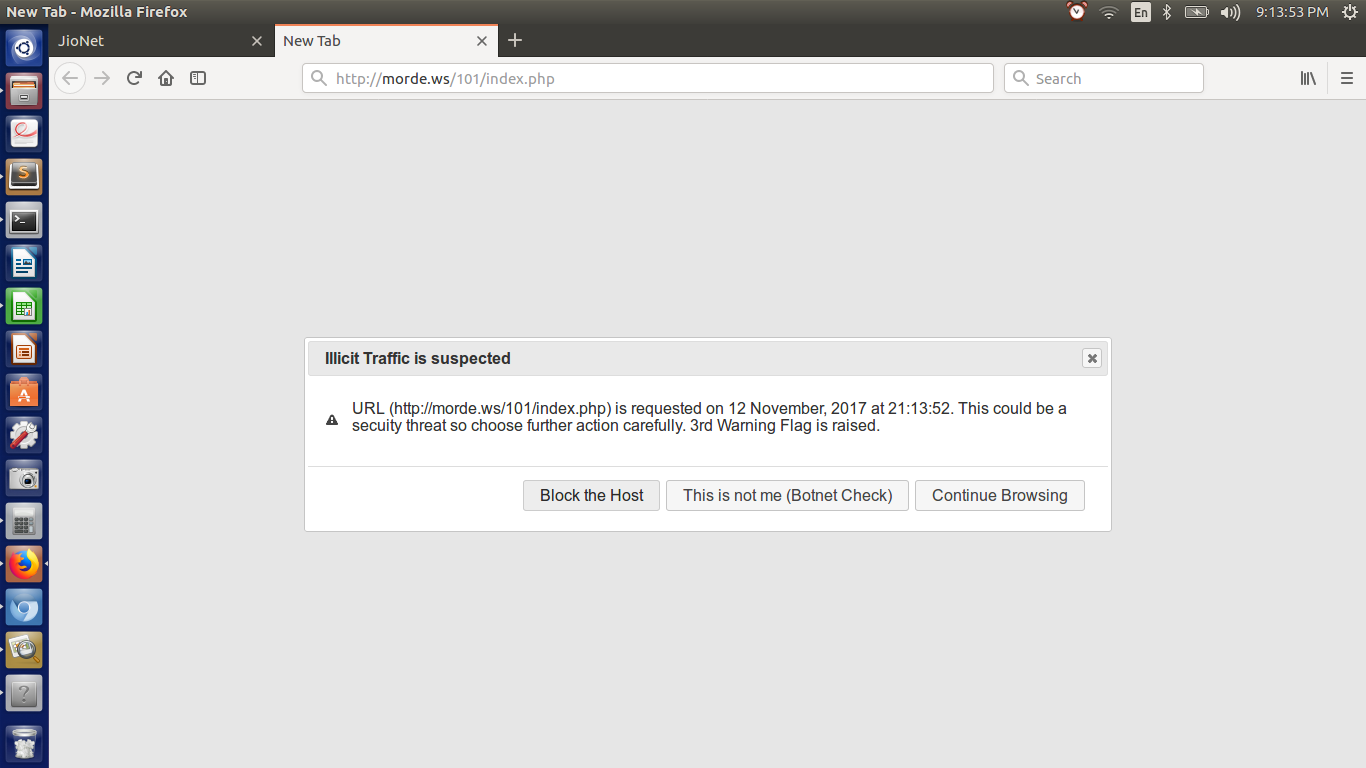 New Tab - Mozilla Firefox
En
9:13:53 PM
JioNet
New Tab
http://morde.ws/101/index.php
Search
Illicit Traffic is suspected
URL (http://morde.ws/101/index.php) is requested on 12 November, 2017 at 21:13:52. This could be a
secuity threat so choose further action carefully. 3rd Warning Flag is raised.
Block the Host
This is not me (Botnet Check)
Continue Browsing